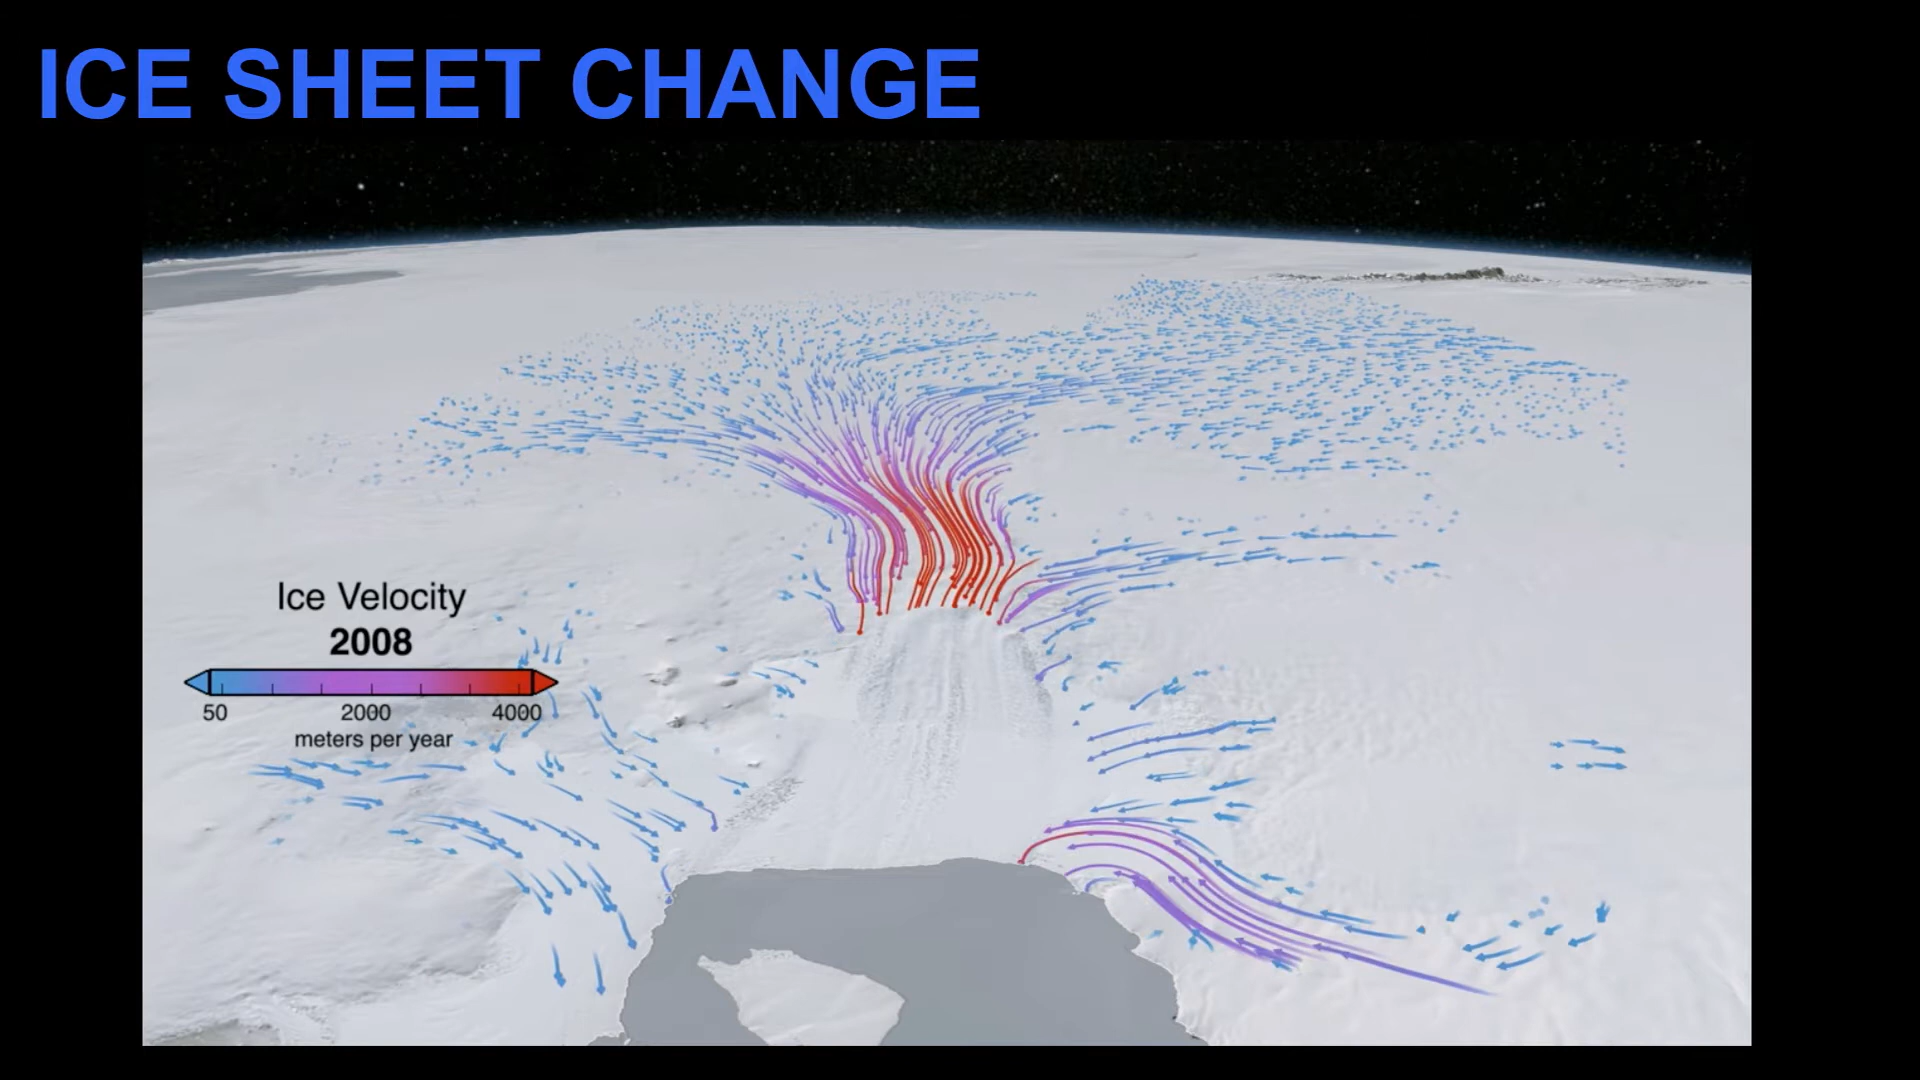 ICE SHEET CHANGE
Ice Velocity
2008
50 2000 4000
meters per year